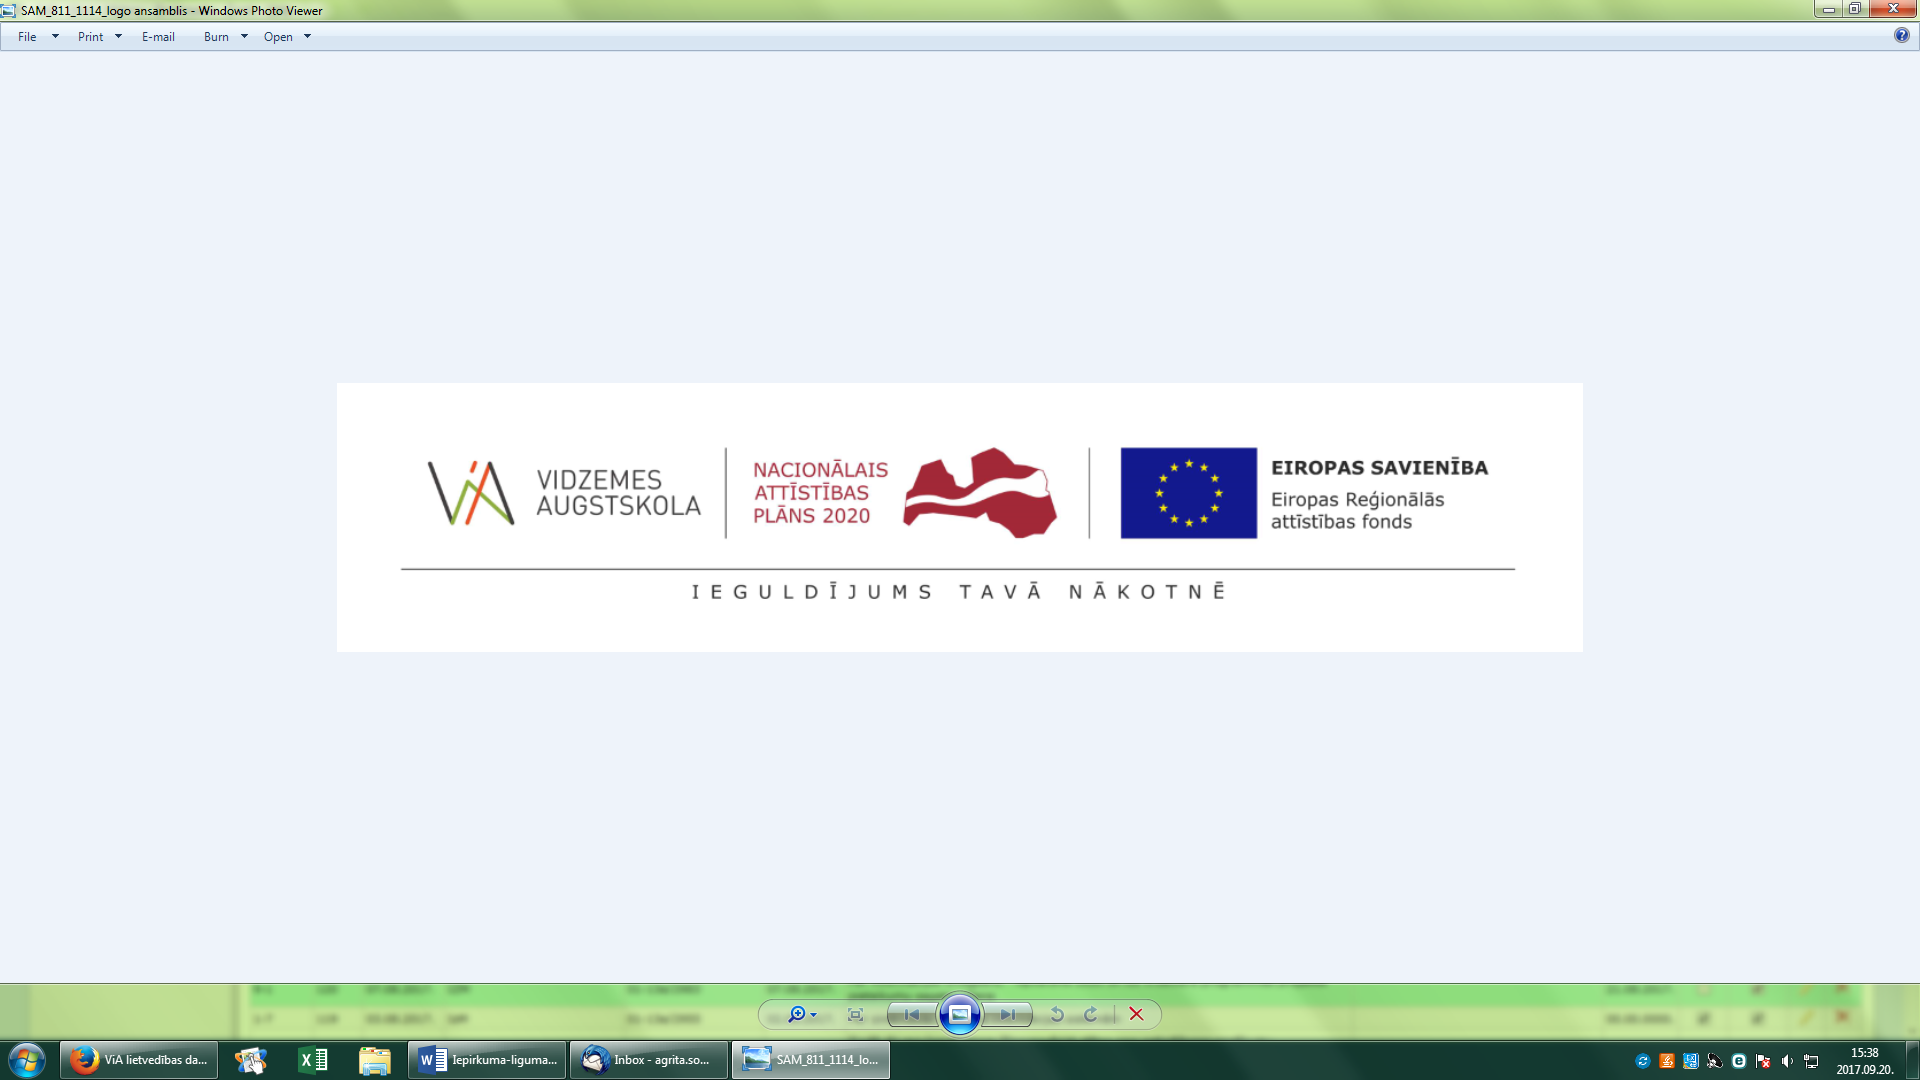 SAM_811_1114_logo ansamblis - Windows Photo Viewer
File Print E-mail Burn Open
VIDZEMES
AUGSTSKOLA
NACIONĀLAIS
ATTĪSTĪBAS
PLĀNS 2020
EIROPAS SAVIENĪBA
Eiropas Reģionālās
attīstības fonds
IEGULDĪJUMS TAVĀ NĀKOTNĒ
ViA lietvedības da...
Iepirkuma-liguma...
Inbox - agrita.so...
SAM_811_1114_lo...
15:38
2017.09.20.